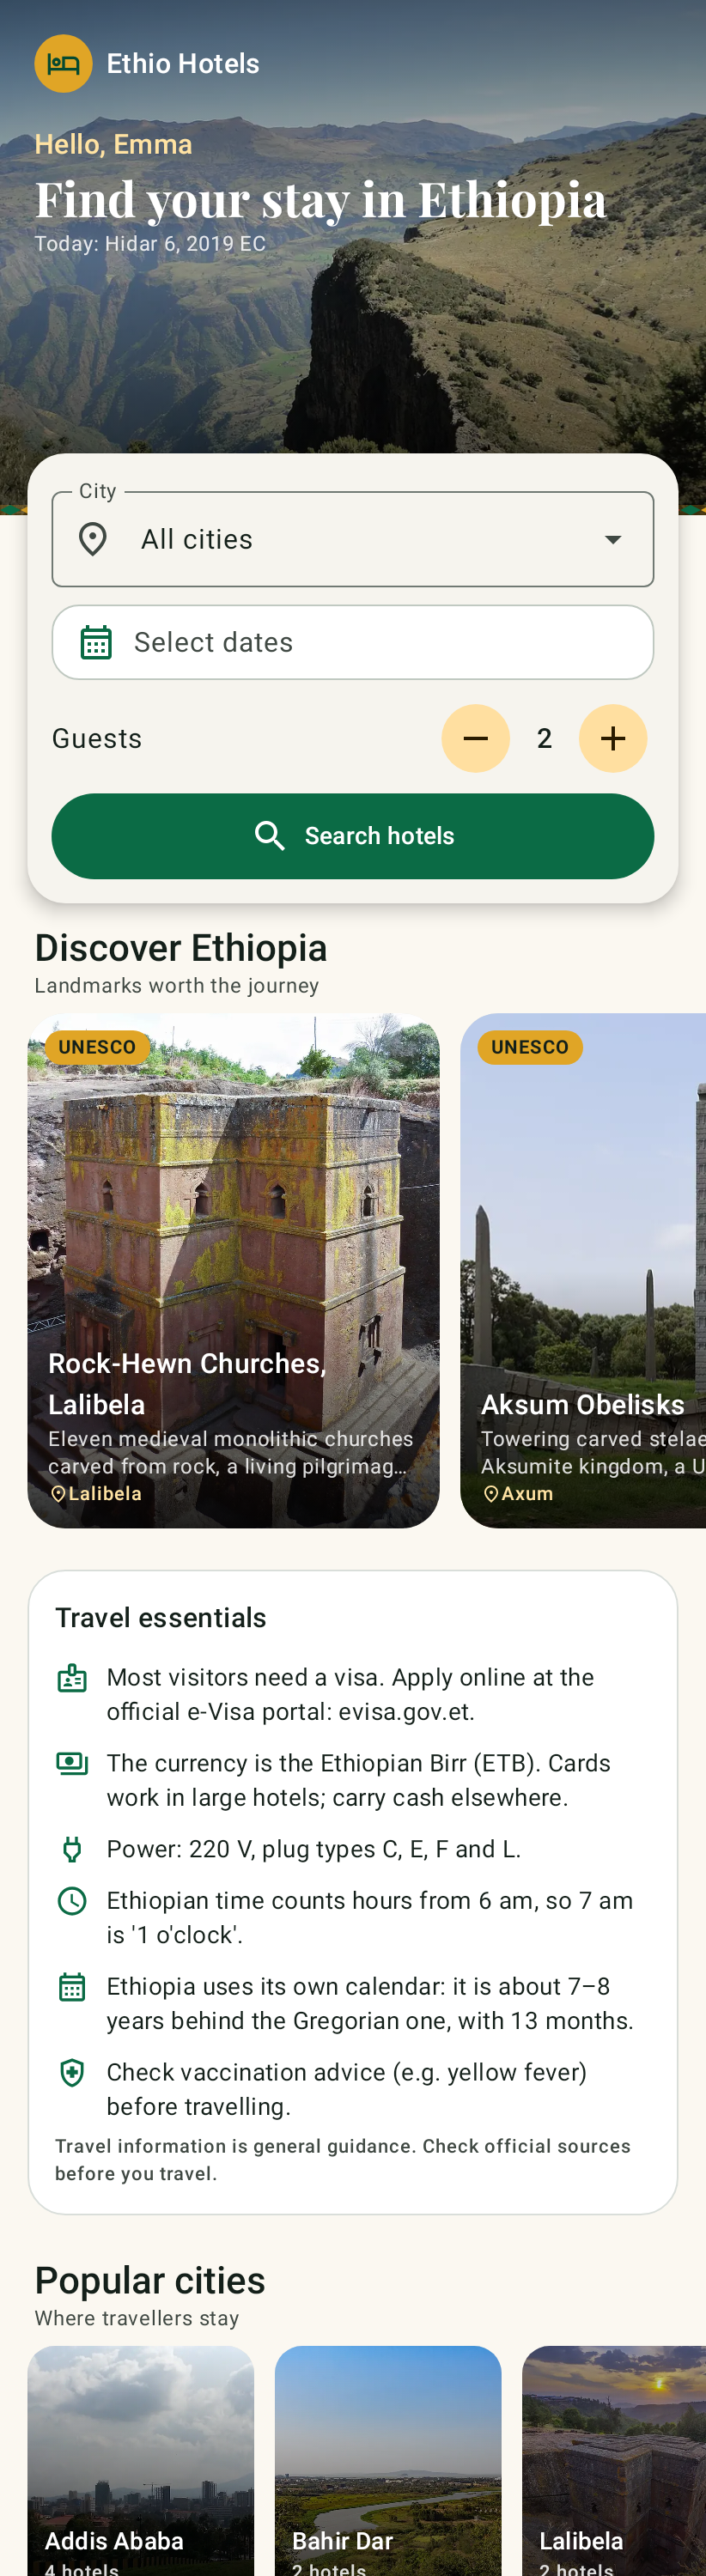 Ethio Hotels
Hello, Emma
Find your stay in Ethiopia
Today: Hidar 6, 2019 EC
City
All cities
Select dates
Guests
2
Search hotels
Discover Ethiopia
Landmarks worth the journey
UNESCO
Rock-Hewn Churches,
Lalibela
Eleven medieval monolithic churches
carved from rock, a living pilgrimag…
Lalibela
UNESCO
Aksum Obelisks
Towering carved stelae
Aksumite kingdom, a U
Axum
Travel essentials
Most visitors need a visa. Apply online at the
official e-Visa portal: evisa.gov.et.
The currency is the Ethiopian Birr (ETB). Cards
work in large hotels; carry cash elsewhere.
Power: 220 V, plug types C, E, F and L.
Ethiopian time counts hours from 6 am, so 7 am
is '1 o'clock'.
Ethiopia uses its own calendar: it is about 7–8
years behind the Gregorian one, with 13 months.
Check vaccination advice (e.g. yellow fever)
before travelling.
Travel information is general guidance. Check official sources
before you travel.
Popular cities
Where travellers stay
Addis Ababa
4 hotels
Bahir Dar
2 hotels
Lalibela
2 hotels